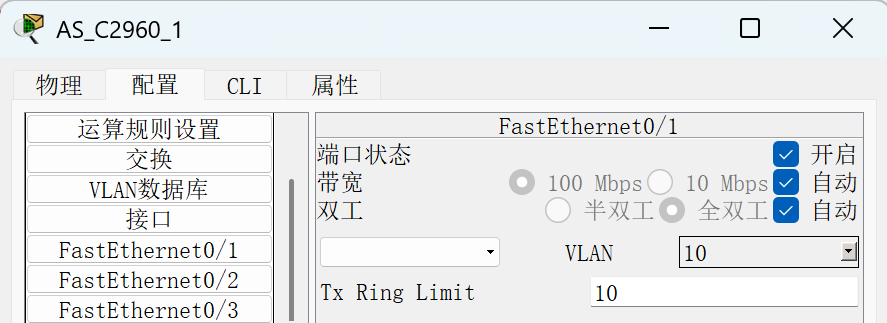 AS_C2960_1
物理 配置 CLI 属性
运算规则设置
交换
VLAN数据库
接口
FastEthernet0/1
FastEthernet0/2
FastEthernet0/3
FastEthernet0/1
端口状态 开启
带宽 100 Mbps 10 Mbps 自动
双工 半双工 全双工 自动
VLAN 10
Tx Ring Limit 10